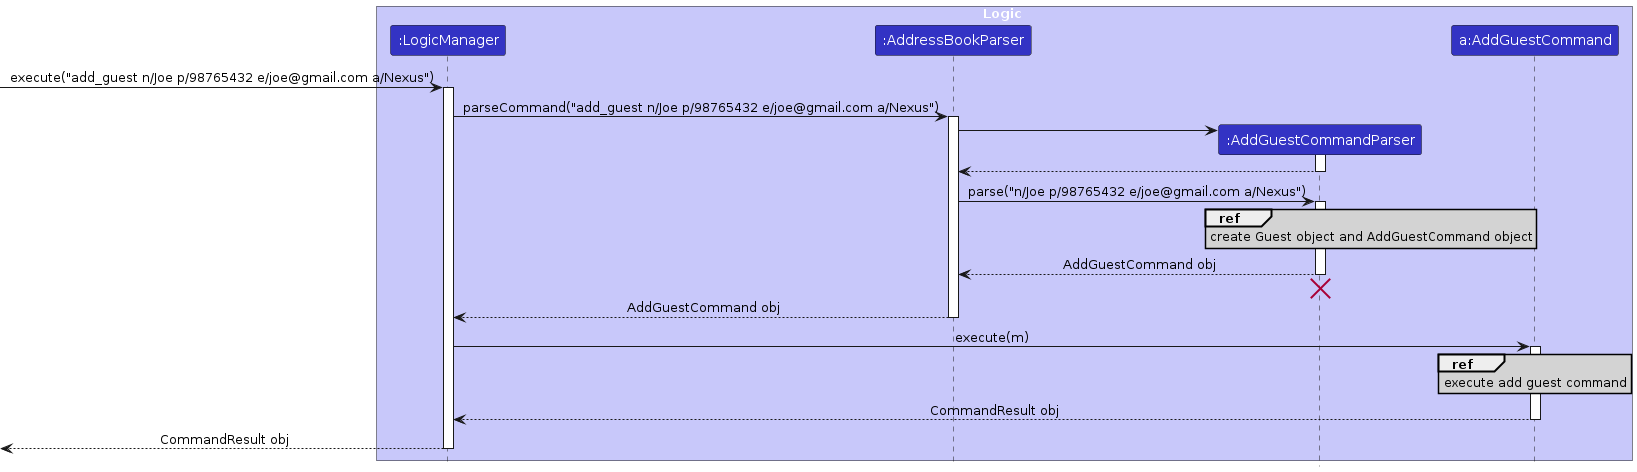 Logic
:LogicManager
:AddressBookParser
a:AddGuestCommand
execute("add_guest n/Joe p/98765432 e/joe@gmail.com a/Nexus")
parseCommand("add_guest n/Joe p/98765432 e/joe@gmail.com a/Nexus")
:AddGuestCommandParser
parse("n/Joe p/98765432 e/joe@gmail.com a/Nexus")
ref
create Guest object and AddGuestCommand object
AddGuestCommand obj
AddGuestCommand obj
execute(m)
ref
execute add guest command
CommandResult obj
CommandResult obj